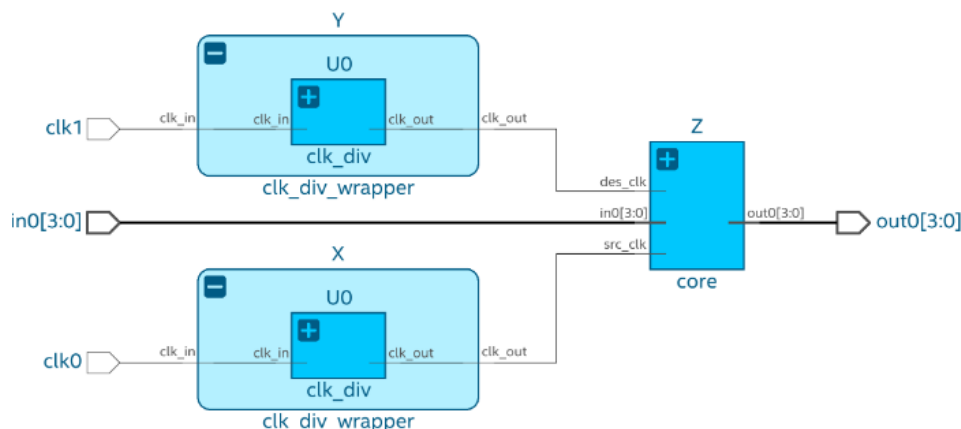 Y
U0
clk1
clk_in
clk_in
clk_out
clk_out
clk_div
clk_div_wrapper
Z
des_clk
in0[3:0]
in0[3:0]
out0[3:0]
out0[3:0]
src_clk
core
X
U0
clk0
clk_in
clk_in
clk_out
clk_out
clk_div
clk_div_wrapper